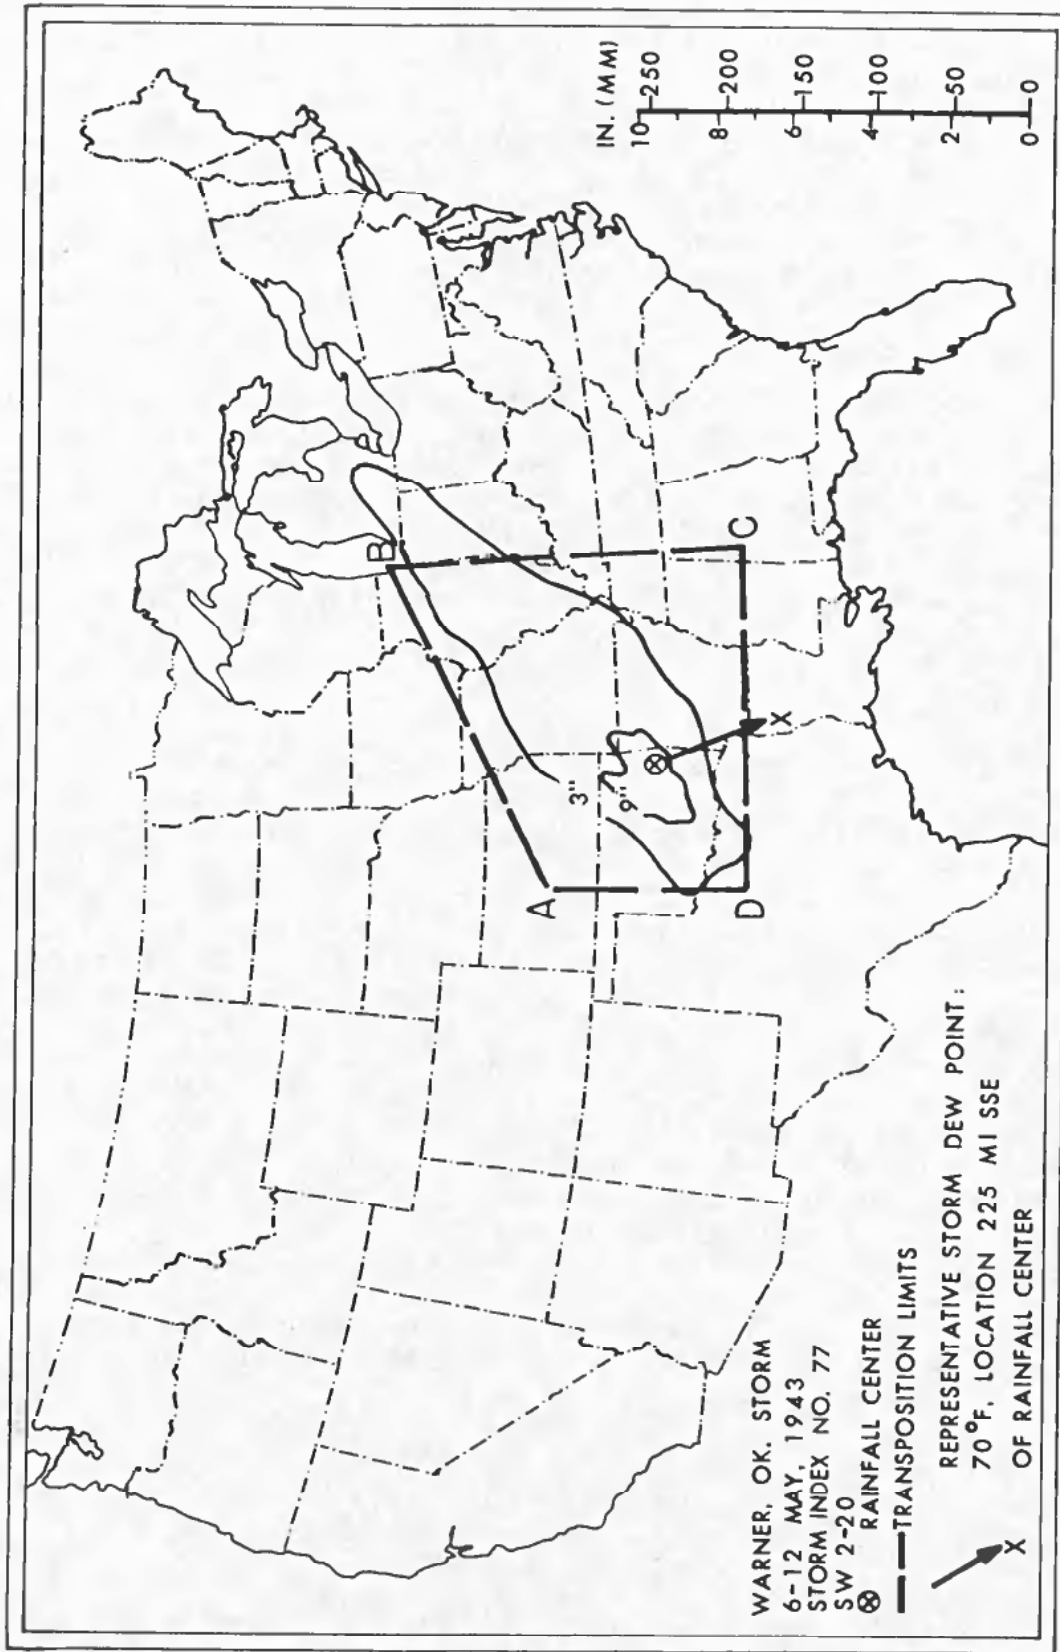 WARNER, OK. STORM
6-12 MAY, 1943
STORM INDEX NO. 77
SW 2-20
⊗ RAINFALL CENTER
TRANSPOSITION LIMITS
REPRESENTATIVE STORM DEW POINT:
70 °F, LOCATION 225 MI SSE
OF RAINFALL CENTER
X
A
B
C
D
X
3"
9"
IN. (MM)
10 250
8 200
6 150
4 100
2 50
0 0